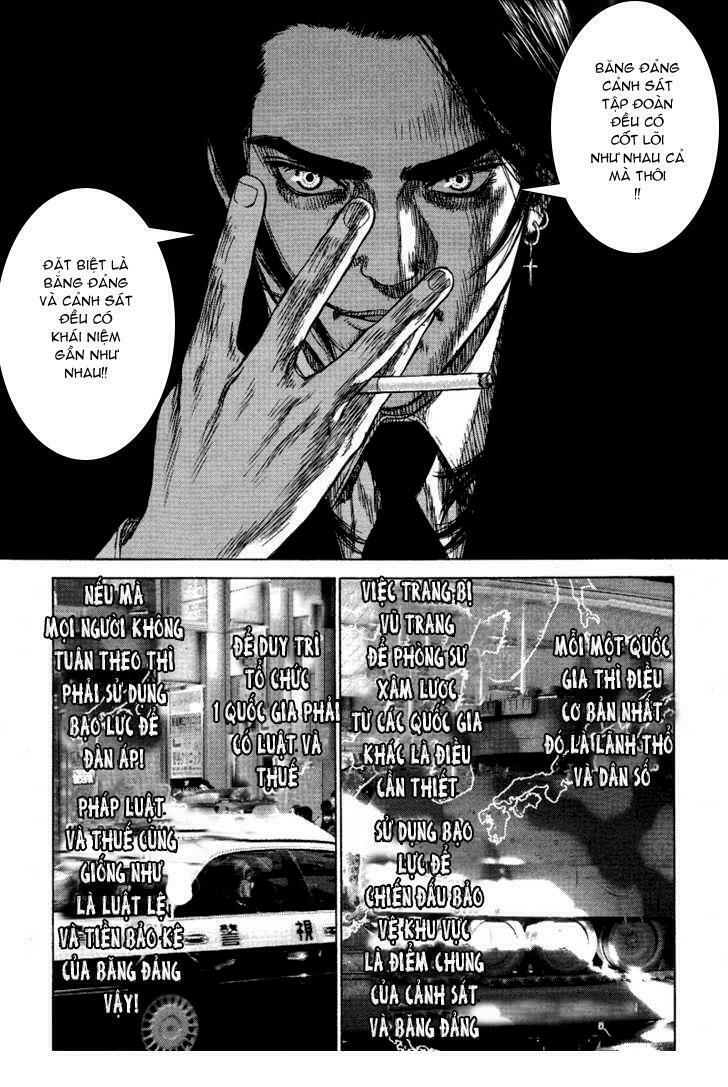 BĂNG ĐẢNG
CẢNH SÁT
TẬP ĐOÀN
ĐỀU CÓ
CỐT LÕI
NHƯ NHAU CẢ
MÀ THÔI
!!
ĐẶT BIỆT LÀ
BĂNG ĐẢNG
VÀ CẢNH SÁT
ĐỀU CÓ
KHÁI NIỆM
GẦN NHƯ
NHAU!!
MỖI MỘT QUỐC
GIA THÌ ĐIỀU
CƠ BẢN NHẤT
ĐÓ LÀ LÃNH THỔ
VÀ DÂN SỐ
VIỆC TRANG BỊ
VŨ TRANG
ĐỂ PHÒNG SỰ
XÂM LƯỢC
TỪ CÁC QUỐC GIA
KHÁC LÀ ĐIỀU
CẦN THIẾT
SỬ DỤNG BẠO
LỰC ĐỂ
CHIẾN ĐẤU BẢO
VỆ KHU VỰC
LÀ ĐIỂM CHUNG
CỦA CẢNH SÁT
VÀ BĂNG ĐẢNG
ĐỂ DUY TRÌ
TỔ CHỨC
1 QUỐC GIA PHẢI
CÓ LUẬT VÀ
THUẾ
NẾU MÀ
MỌI NGƯỜI KHÔNG
TUÂN THEO THÌ
PHẢI SỬ DỤNG
BẠO LỰC ĐỂ
ĐÀN ÁP!
PHÁP LUẬT
VÀ THUẾ CŨNG
GIỐNG NHƯ
LÀ LUẬT LỆ
VÀ TIỀN BẢO KÊ
CỦA BĂNG ĐẢNG
VẬY!
警視